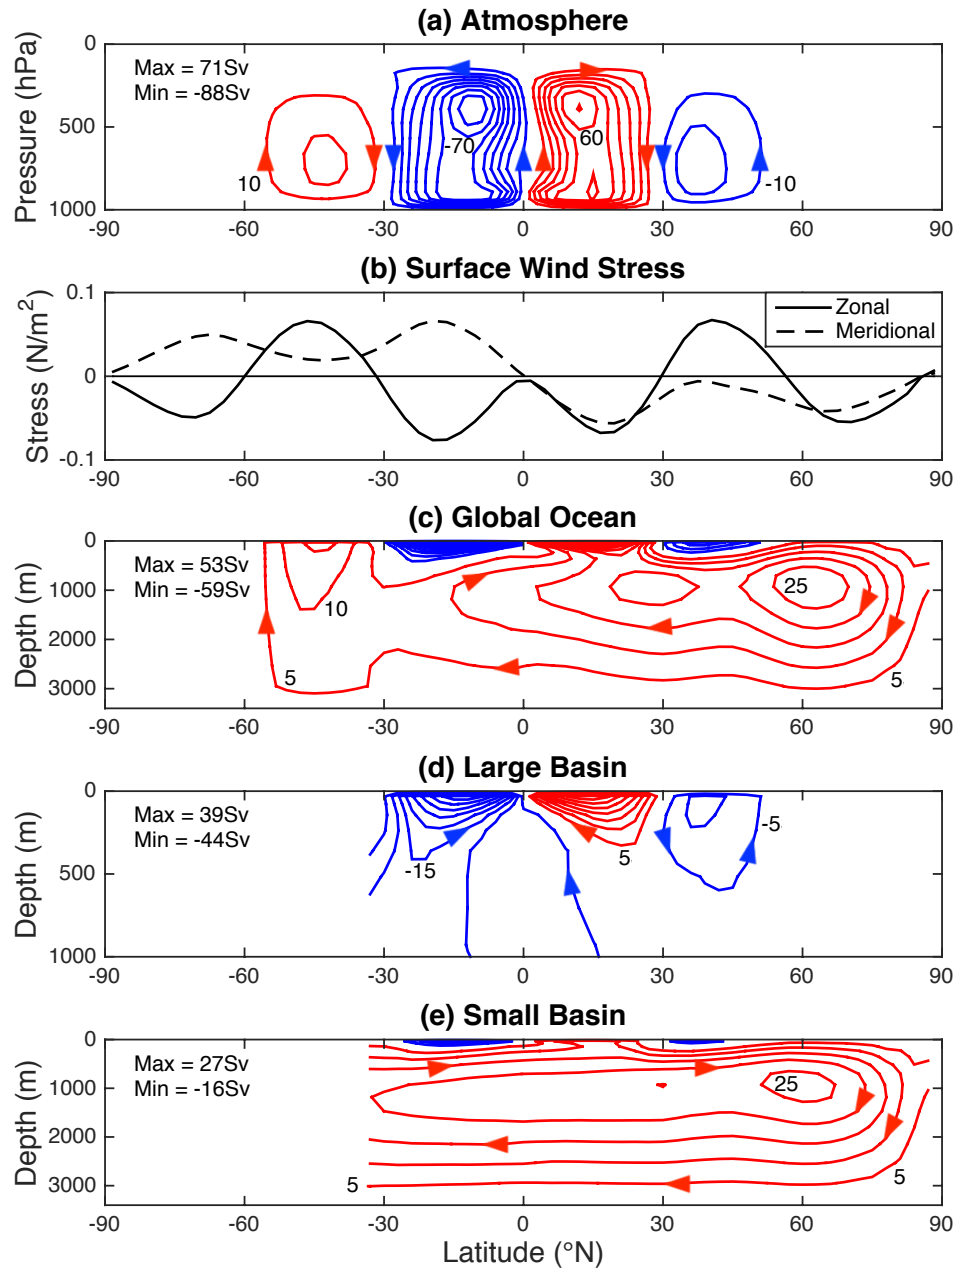 (a) Atmosphere
Pressure (hPa)
0
500
1000
Max = 71Sv
Min = -88Sv
10
-70
60
-10
-90 -60 -30 0 30 60 90
(b) Surface Wind Stress
Stress (N/m²)
0.1
0
-0.1
Zonal
Meridional
-90 -60 -30 0 30 60 90
(c) Global Ocean
Depth (m)
0
1000
2000
3000
Max = 53Sv
Min = -59Sv
10
25
5
5
-90 -60 -30 0 30 60 90
(d) Large Basin
Depth (m)
0
500
1000
Max = 39Sv
Min = -44Sv
-15
5
-5
-90 -60 -30 0 30 60 90
(e) Small Basin
Depth (m)
0
1000
2000
3000
Max = 27Sv
Min = -16Sv
25
5
5
-90 -60 -30 0 30 60 90
Latitude (°N)